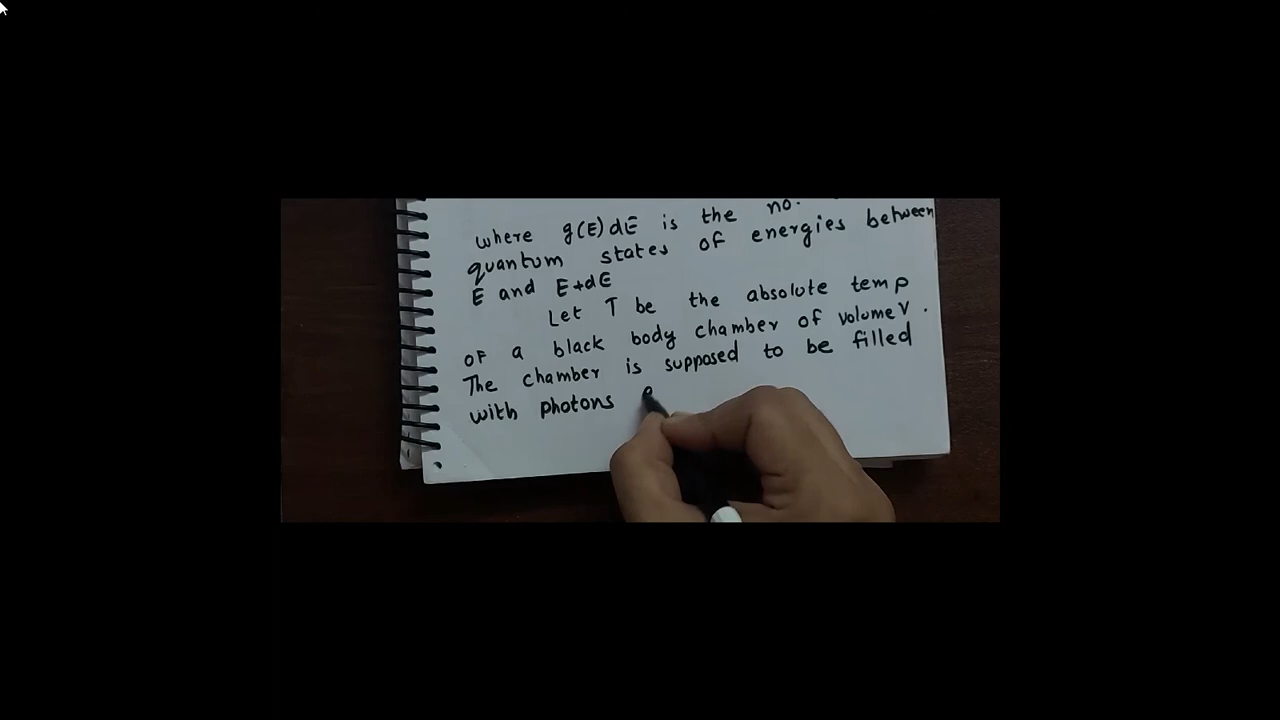 where g(E)dE is the no.
quantum states of energies between
E and E+dE
Let T be the absolute temp
of a black body chamber of volume V.
The chamber is supposed to be filled
with photons